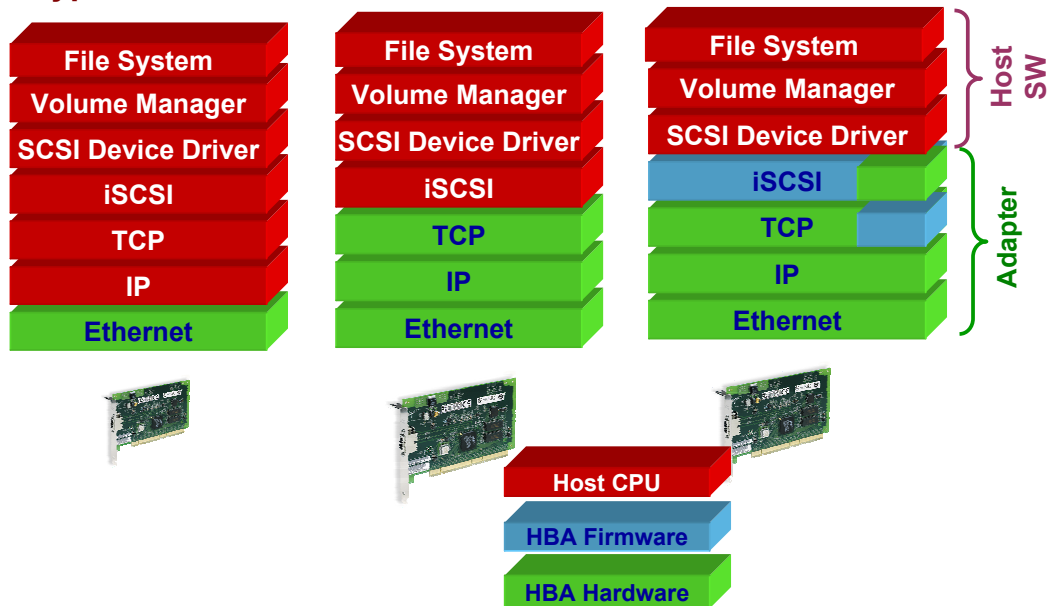 File System
Volume Manager
SCSI Device Driver
iSCSI
TCP
IP
Ethernet
File System
Volume Manager
SCSI Device Driver
iSCSI
TCP
IP
Ethernet
File System
Volume Manager
SCSI Device Driver
iSCSI
TCP
IP
Ethernet
Host
SW
Adapter
Host CPU
HBA Firmware
HBA Hardware